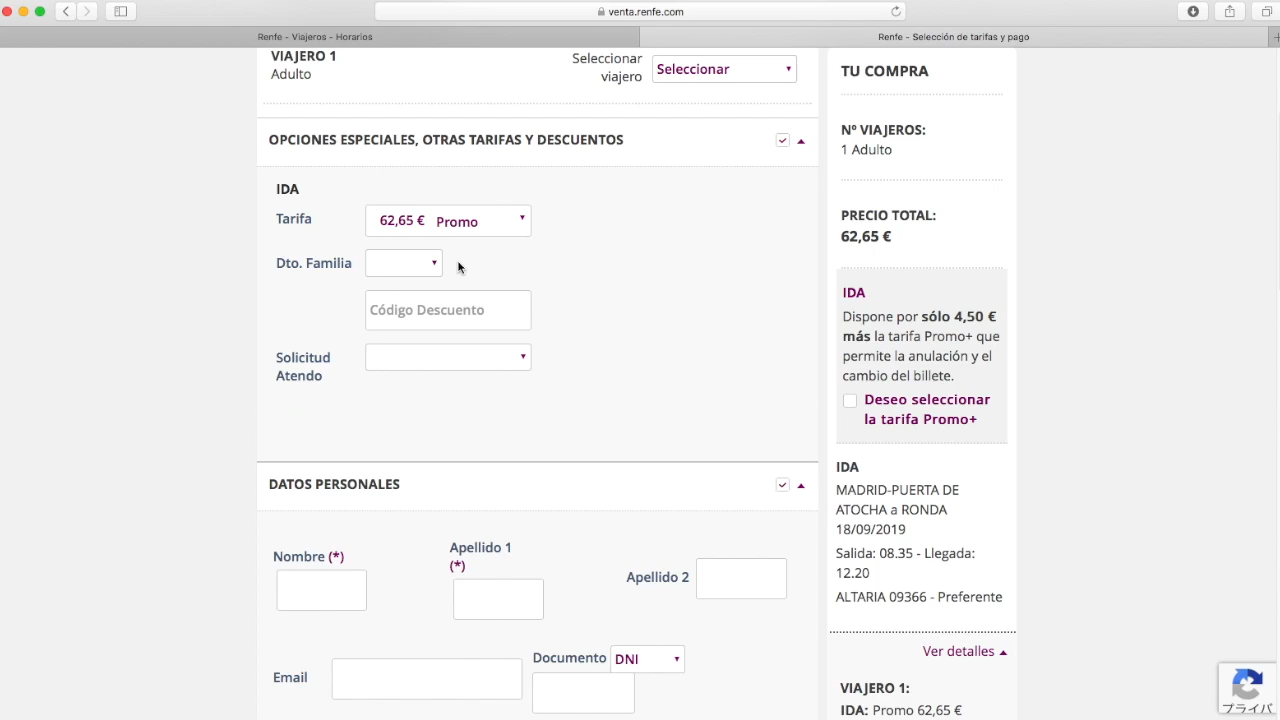 venta.renfe.com
Renfe - Viajeros - Horarios
Renfe - Selección de tarifas y pago
VIAJERO 1
Adulto
Seleccionar
viajero
Seleccionar
OPCIONES ESPECIALES, OTRAS TARIFAS Y DESCUENTOS
IDA
Tarifa
62,65 € Promo
Dto. Familia
Código Descuento
Solicitud
Atendo
DATOS PERSONALES
Nombre (*)
Apellido 1
(*)
Apellido 2
Email
Documento
DNI
TU COMPRA
Nº VIAJEROS:
1 Adulto
PRECIO TOTAL:
62,65 €
IDA
Dispone por sólo 4,50 €
más la tarifa Promo+ que
permite la anulación y el
cambio del billete.
Deseo seleccionar
la tarifa Promo+
IDA
MADRID-PUERTA DE
ATOCHA a RONDA
18/09/2019
Salida: 08.35 - Llegada:
12.20
ALTARIA 09366 - Preferente
Ver detalles
VIAJERO 1:
IDA: Promo 62,65 €
プライバ